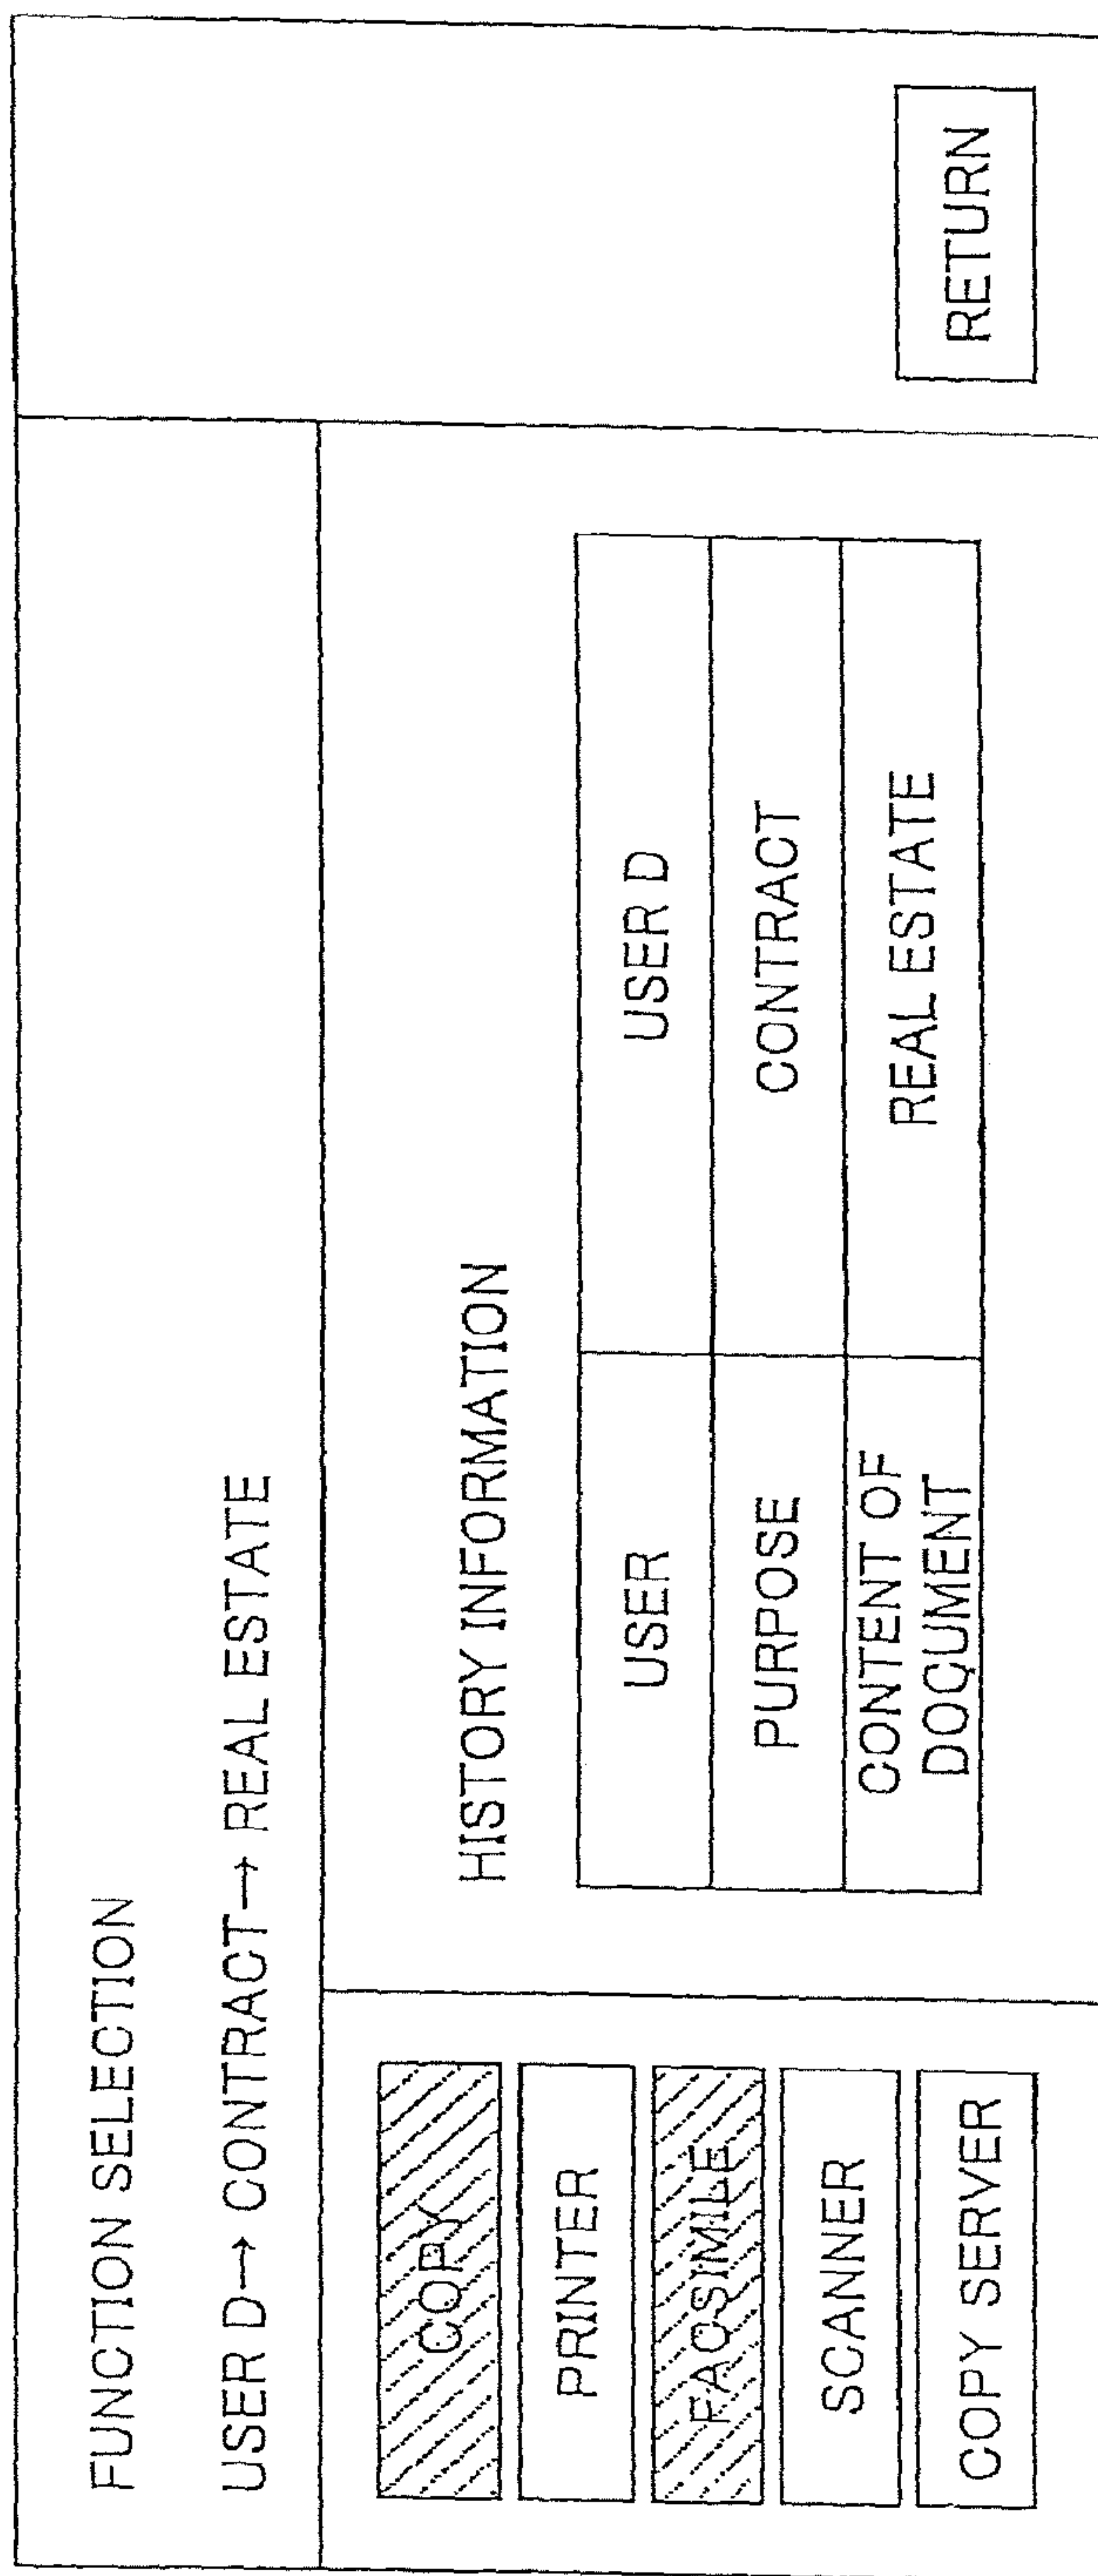 FUNCTION SELECTION
USER D→ CONTRACT→ REAL ESTATE
COPY
PRINTER
FACSIMILE
SCANNER
COPY SERVER
HISTORY INFORMATION
USER USER D
PURPOSE CONTRACT
CONTENT OF
DOCUMENT
REAL ESTATE
RETURN